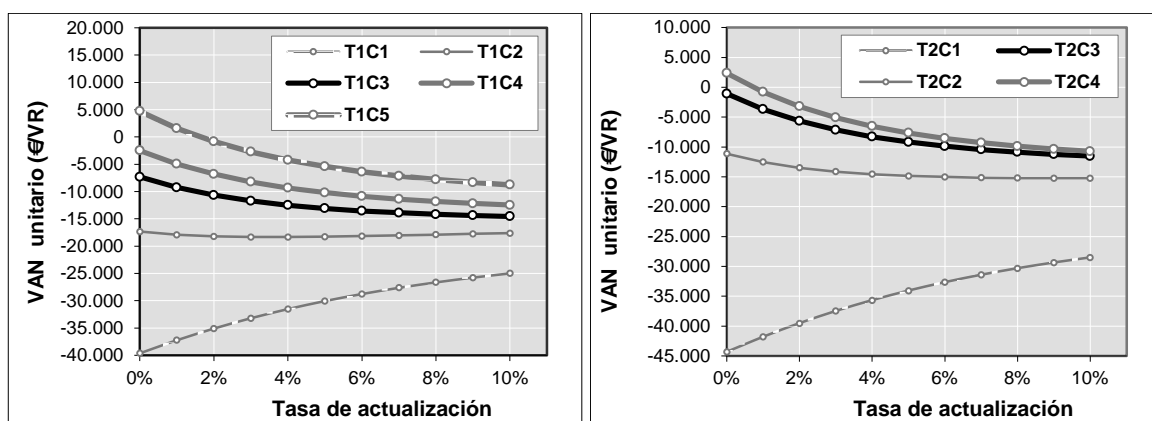 20.000
15.000
10.000
5.000
0
-5.000
-10.000
-15.000
-20.000
-25.000
-30.000
-35.000
-40.000
VAN unitario (€/VR)
T1C1 T1C2
T1C3 T1C4
T1C5
0% 2% 4% 6% 8% 10%
Tasa de actualización
10.000
5.000
0
-5.000
-10.000
-15.000
-20.000
-25.000
-30.000
-35.000
-40.000
-45.000
VAN unitario (€/VR)
T2C1 T2C3
T2C2 T2C4
0% 2% 4% 6% 8% 10%
Tasa de actualización